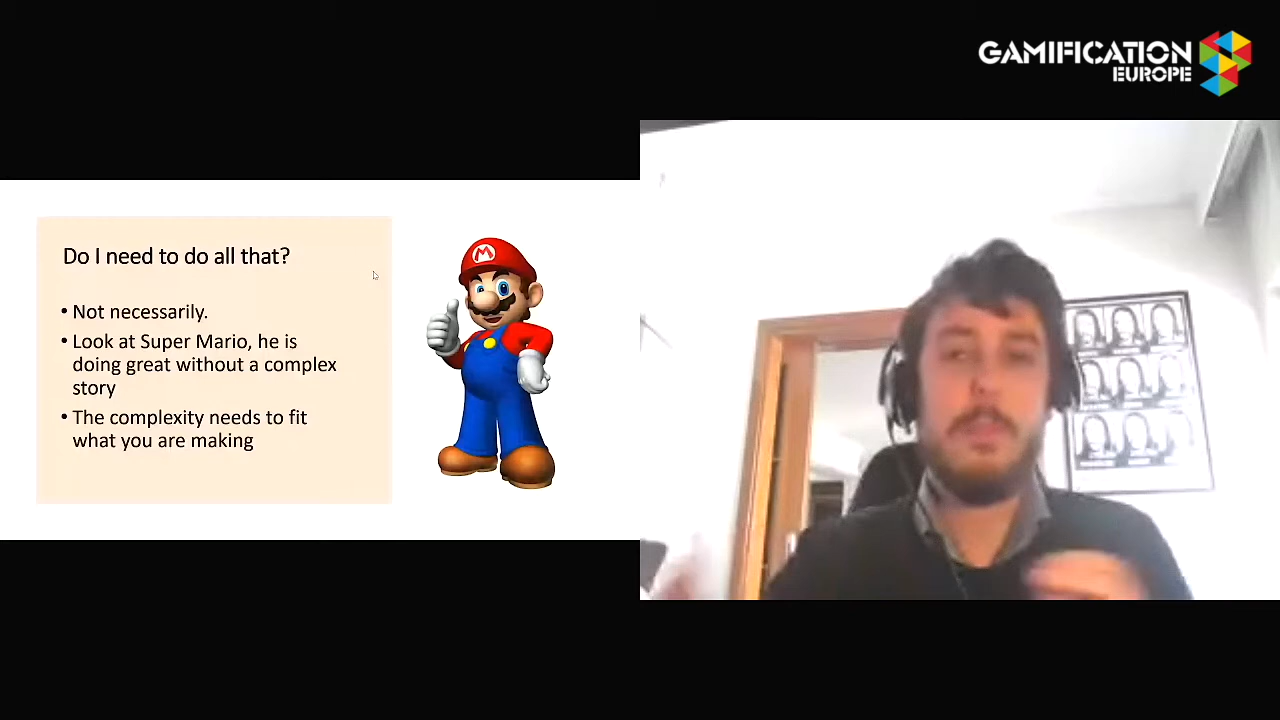 GAMIFICATION
EUROPE
Do I need to do all that?
• Not necessarily.
• Look at Super Mario, he is
doing great without a complex
story
• The complexity needs to fit
what you are making
M